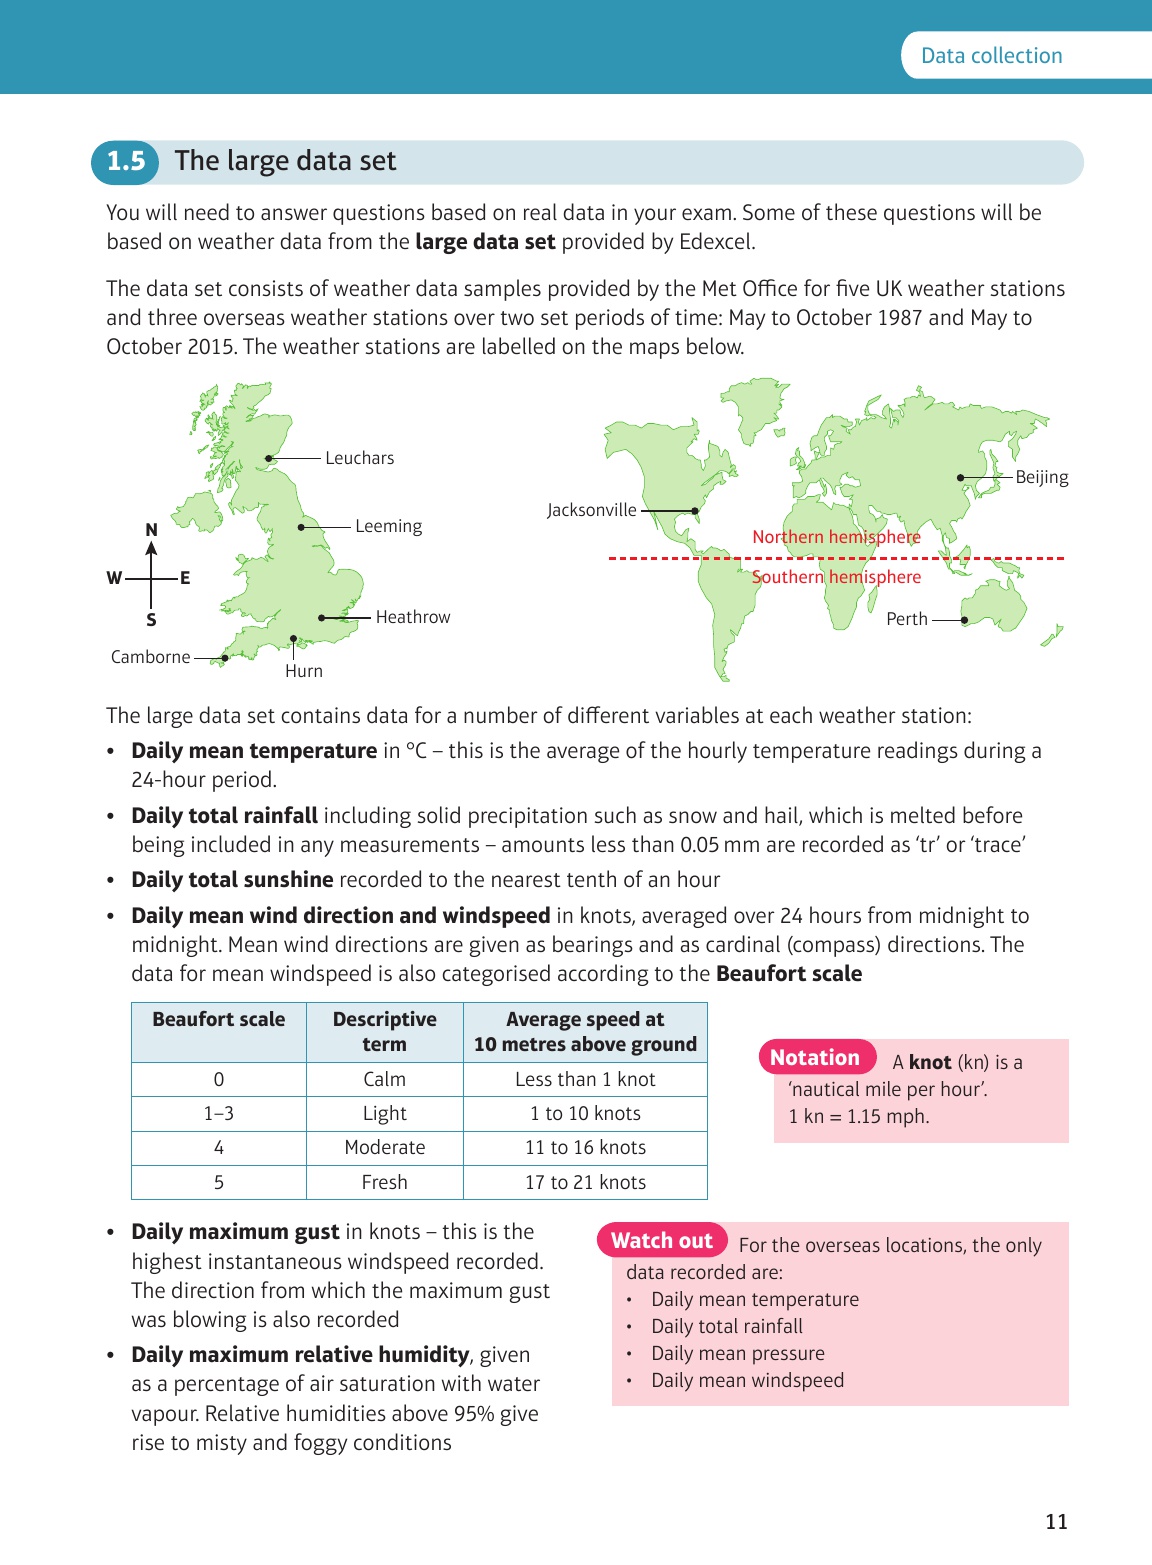 Data collection
1.5 The large data set
You will need to answer questions based on real data in your exam. Some of these questions will be
based on weather data from the large data set provided by Edexcel.
The data set consists of weather data samples provided by the Met Office for five UK weather stations
and three overseas weather stations over two set periods of time: May to October 1987 and May to
October 2015. The weather stations are labelled on the maps below.
Leuchars
Leeming
N
W E
S
Heathrow
Camborne
Hurn
Beijing
Jacksonville
Northern hemisphere
Southern hemisphere
Perth
The large data set contains data for a number of different variables at each weather station:
• Daily mean temperature in °C – this is the average of the hourly temperature readings during a
24-hour period.
• Daily total rainfall including solid precipitation such as snow and hail, which is melted before
being included in any measurements – amounts less than 0.05 mm are recorded as ‘tr’ or ‘trace’
• Daily total sunshine recorded to the nearest tenth of an hour
• Daily mean wind direction and windspeed in knots, averaged over 24 hours from midnight to
midnight. Mean wind directions are given as bearings and as cardinal (compass) directions. The
data for mean windspeed is also categorised according to the Beaufort scale
Beaufort scale Descriptive Average speed at
term 10 metres above ground
0 Calm Less than 1 knot
1–3 Light 1 to 10 knots
4 Moderate 11 to 16 knots
5 Fresh 17 to 21 knots
Notation A knot (kn) is a
‘nautical mile per hour’.
1 kn = 1.15 mph.
• Daily maximum gust in knots – this is the
highest instantaneous windspeed recorded.
The direction from which the maximum gust
was blowing is also recorded
• Daily maximum relative humidity, given
as a percentage of air saturation with water
vapour. Relative humidities above 95% give
rise to misty and foggy conditions
Watch out For the overseas locations, the only
data recorded are:
• Daily mean temperature
• Daily total rainfall
• Daily mean pressure
• Daily mean windspeed
11